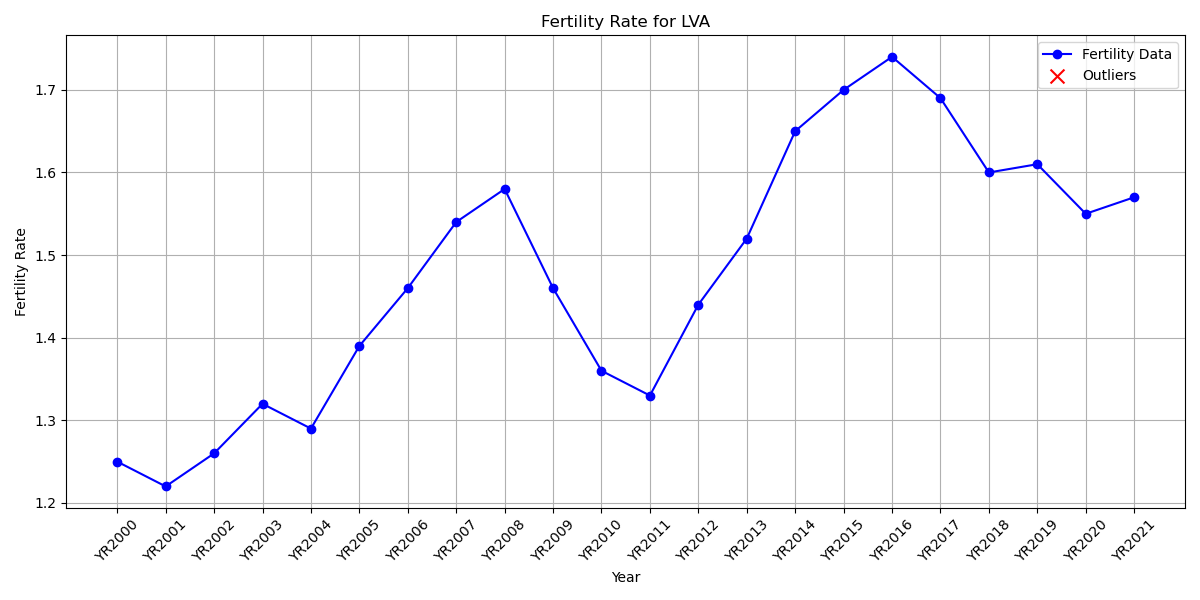 Fertility Rate for LVA
Fertility Data
Outliers
Fertility Rate
1.7
1.6
1.5
1.4
1.3
1.2
YR2000
YR2001
YR2002
YR2003
YR2004
YR2005
YR2006
YR2007
YR2008
YR2009
YR2010
YR2011
YR2012
YR2013
YR2014
YR2015
YR2016
YR2017
YR2018
YR2019
YR2020
YR2021
Year